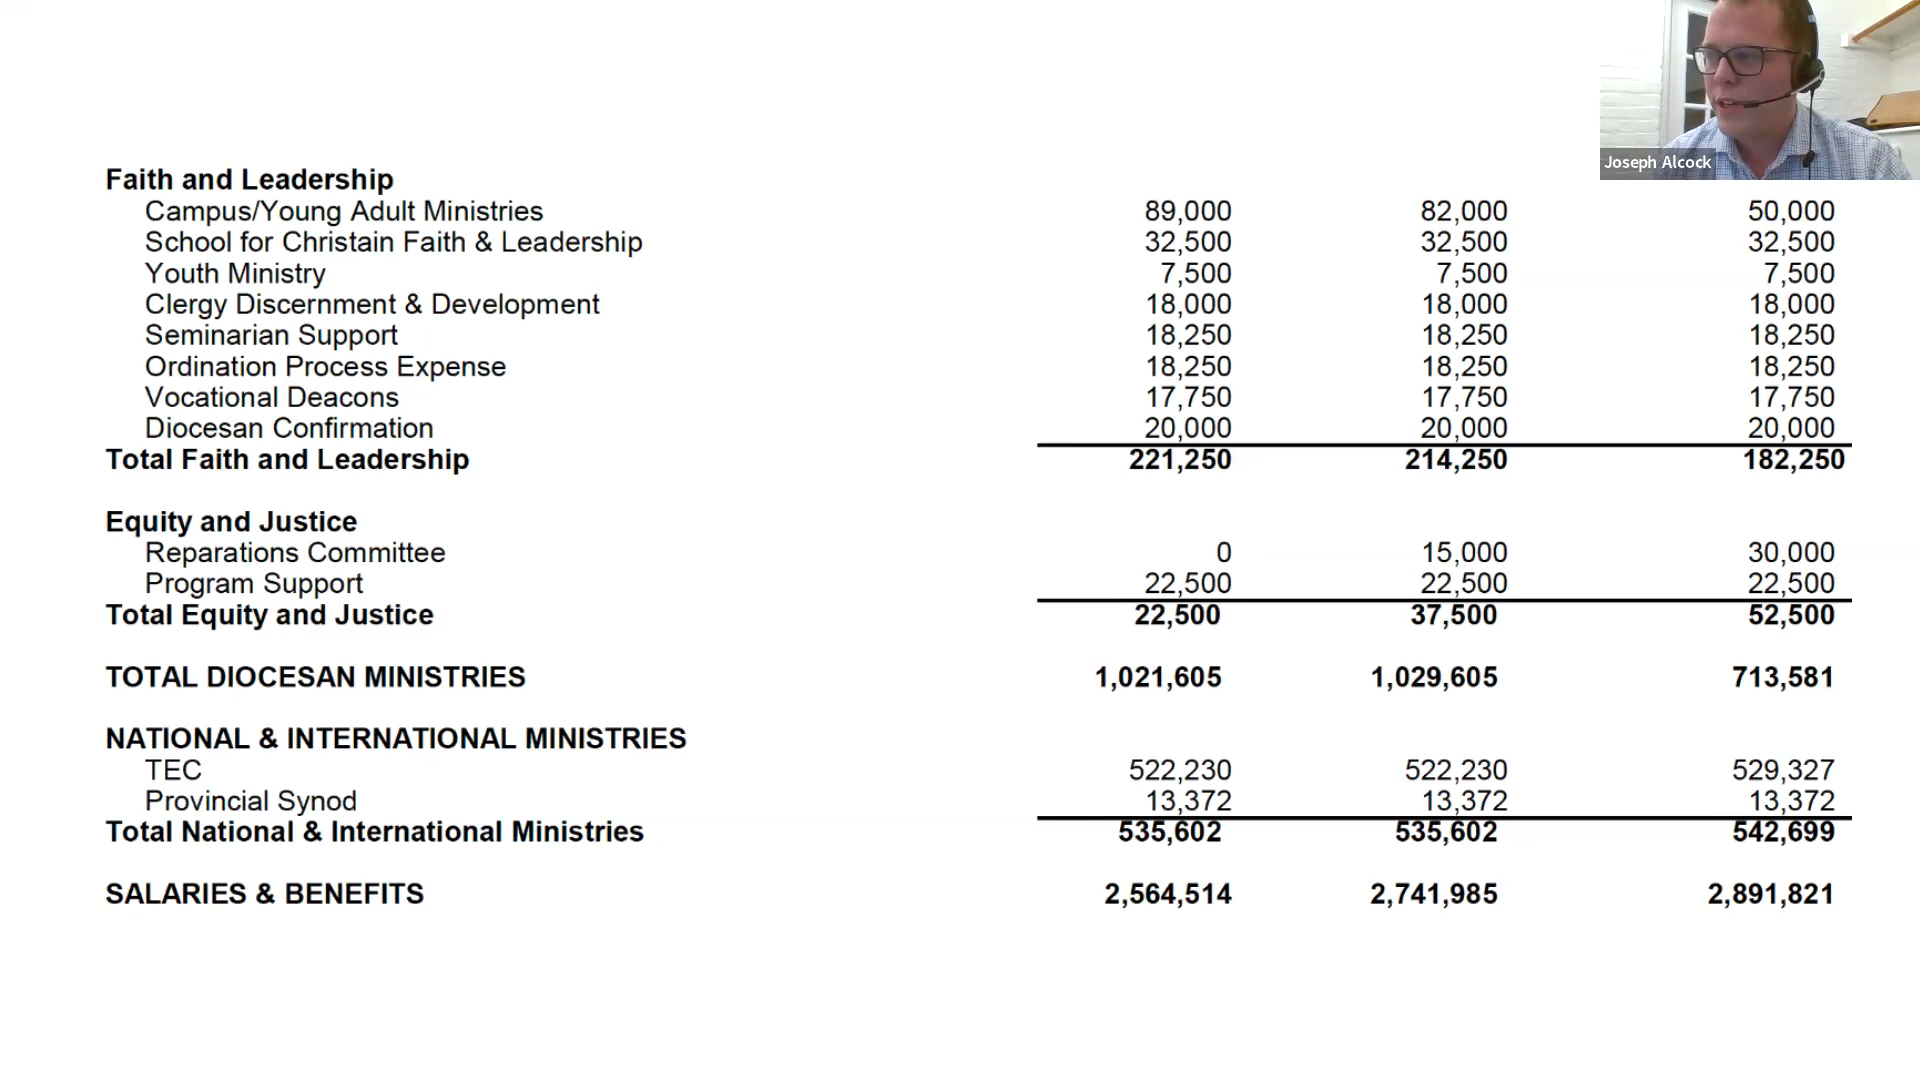 Joseph Alcock
Faith and Leadership
Campus/Young Adult Ministries 89,000 82,000 50,000
School for Christain Faith & Leadership 32,500 32,500 32,500
Youth Ministry 7,500 7,500 7,500
Clergy Discernment & Development 18,000 18,000 18,000
Seminarian Support 18,250 18,250 18,250
Ordination Process Expense 18,250 18,250 18,250
Vocational Deacons 17,750 17,750 17,750
Diocesan Confirmation 20,000 20,000 20,000
Total Faith and Leadership 221,250 214,250 182,250
Equity and Justice
Reparations Committee 0 15,000 30,000
Program Support 22,500 22,500 22,500
Total Equity and Justice 22,500 37,500 52,500
TOTAL DIOCESAN MINISTRIES 1,021,605 1,029,605 713,581
NATIONAL & INTERNATIONAL MINISTRIES
TEC 522,230 522,230 529,327
Provincial Synod 13,372 13,372 13,372
Total National & International Ministries 535,602 535,602 542,699
SALARIES & BENEFITS 2,564,514 2,741,985 2,891,821